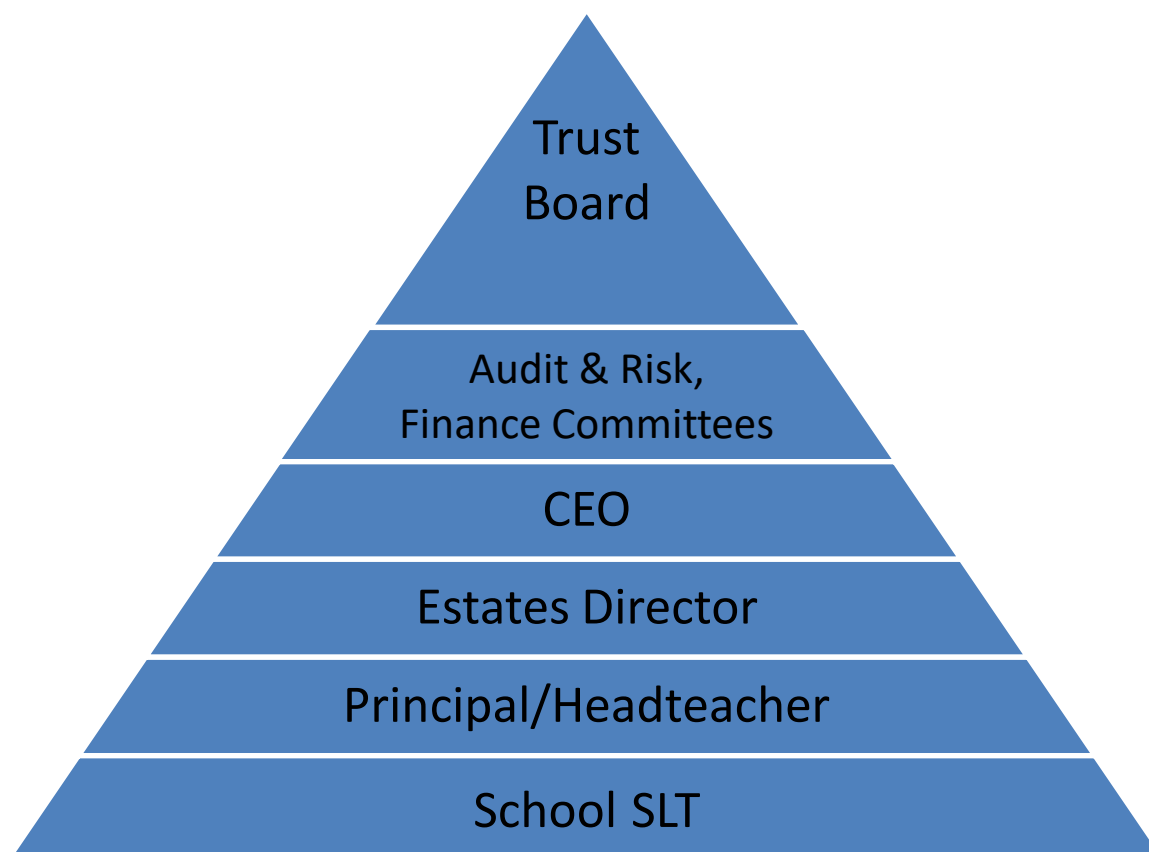 Trust
Board
Audit & Risk,
Finance Committees
CEO
Estates Director
Principal/Headteacher
School SLT